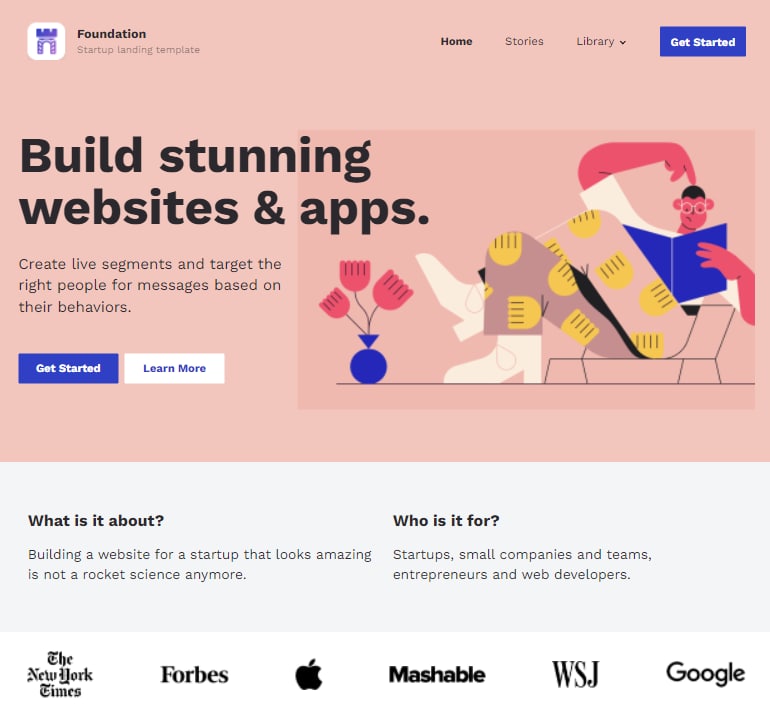 Foundation
Startup landing template
Home
Stories
Library
Get Started
Build stunning
websites & apps.
Create live segments and target the
right people for messages based on
their behaviors.
Get Started
Learn More
What is it about?
Building a website for a startup that looks amazing
is not a rocket science anymore.
Who is it for?
Startups, small companies and teams,
entrepreneurs and web developers.
The
New York
Times
Forbes
Mashable
WSJ
Google